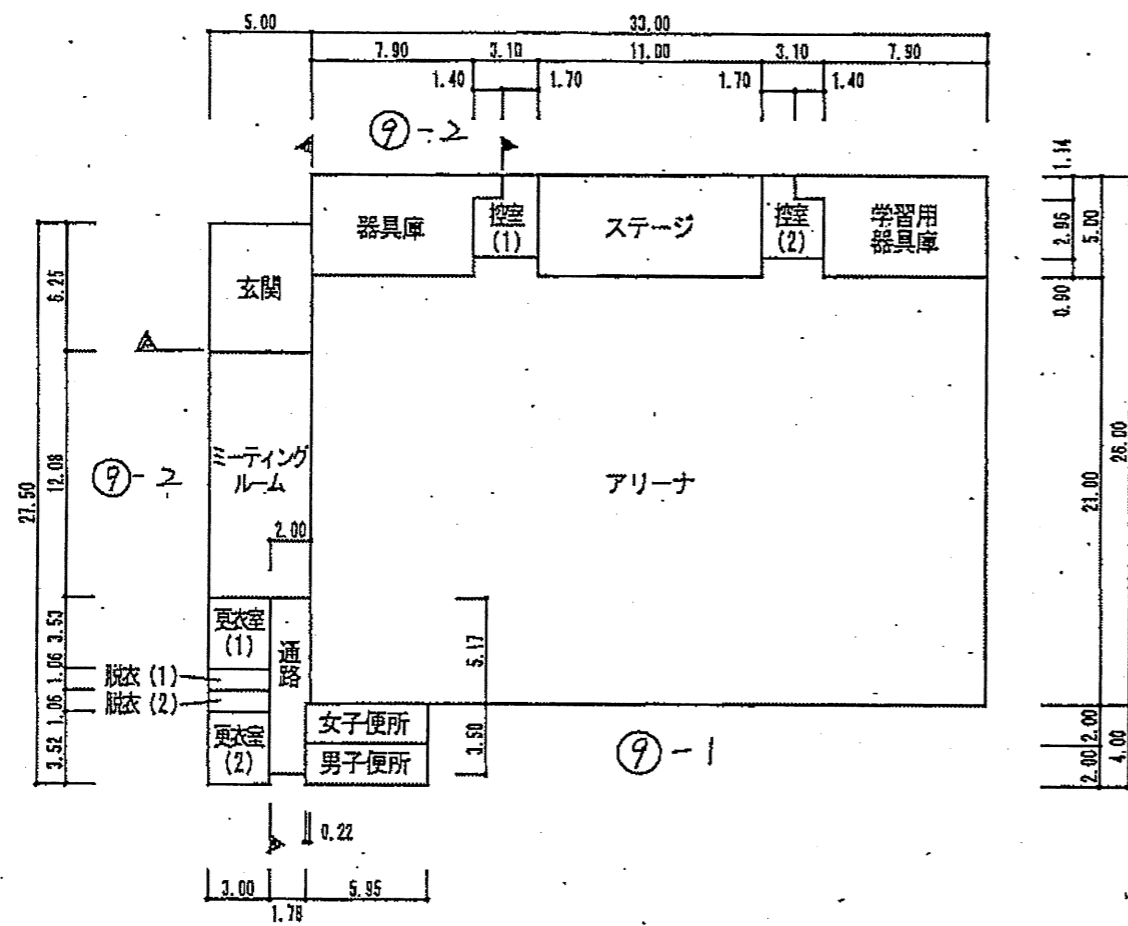 5.00
33.00
7.90
3.10
11.00
3.10
7.90
1.40
1.70
1.70
1.40
⑨-2
器具庫
控室
(1)
ステージ
控室
(2)
学習用
器具庫
1.14
2.96
5.00
0.90
玄関
6.25
ミーティング
ルーム
⑨-2
12.08
27.50
アリーナ
21.00
26.00
2.00
更衣室
(1)
通路
3.53
1.06
脱衣 (1)
1.06
脱衣 (2)
更衣室
(2)
3.52
5.17
3.50
女子便所
男子便所
⑨-1
2.00
2.00
4.00
0.22
3.00
5.95
1.78